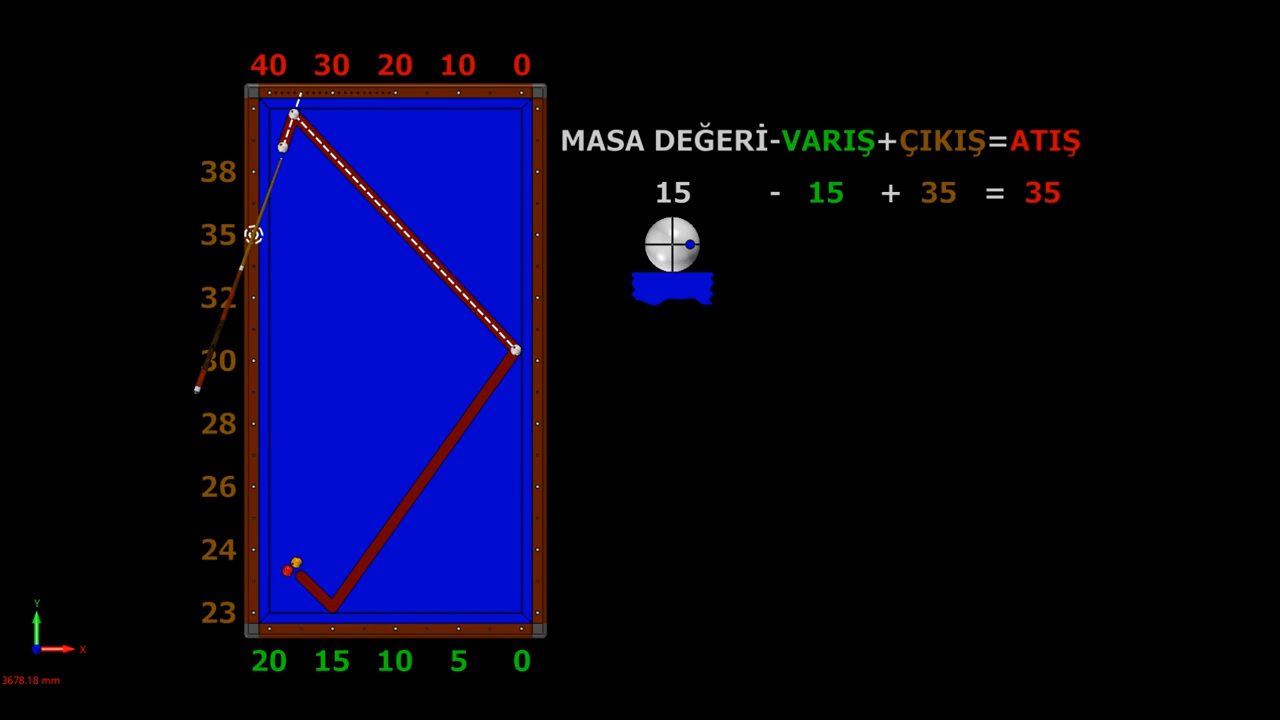 40 30 20 10 0
MASA DEĞERİ-VARIŞ+ÇIKIŞ=ATIŞ
15 - 15 + 35 = 35
38
35
32
30
28
26
24
23
20 15 10 5 0
Y
X
3678.18 mm